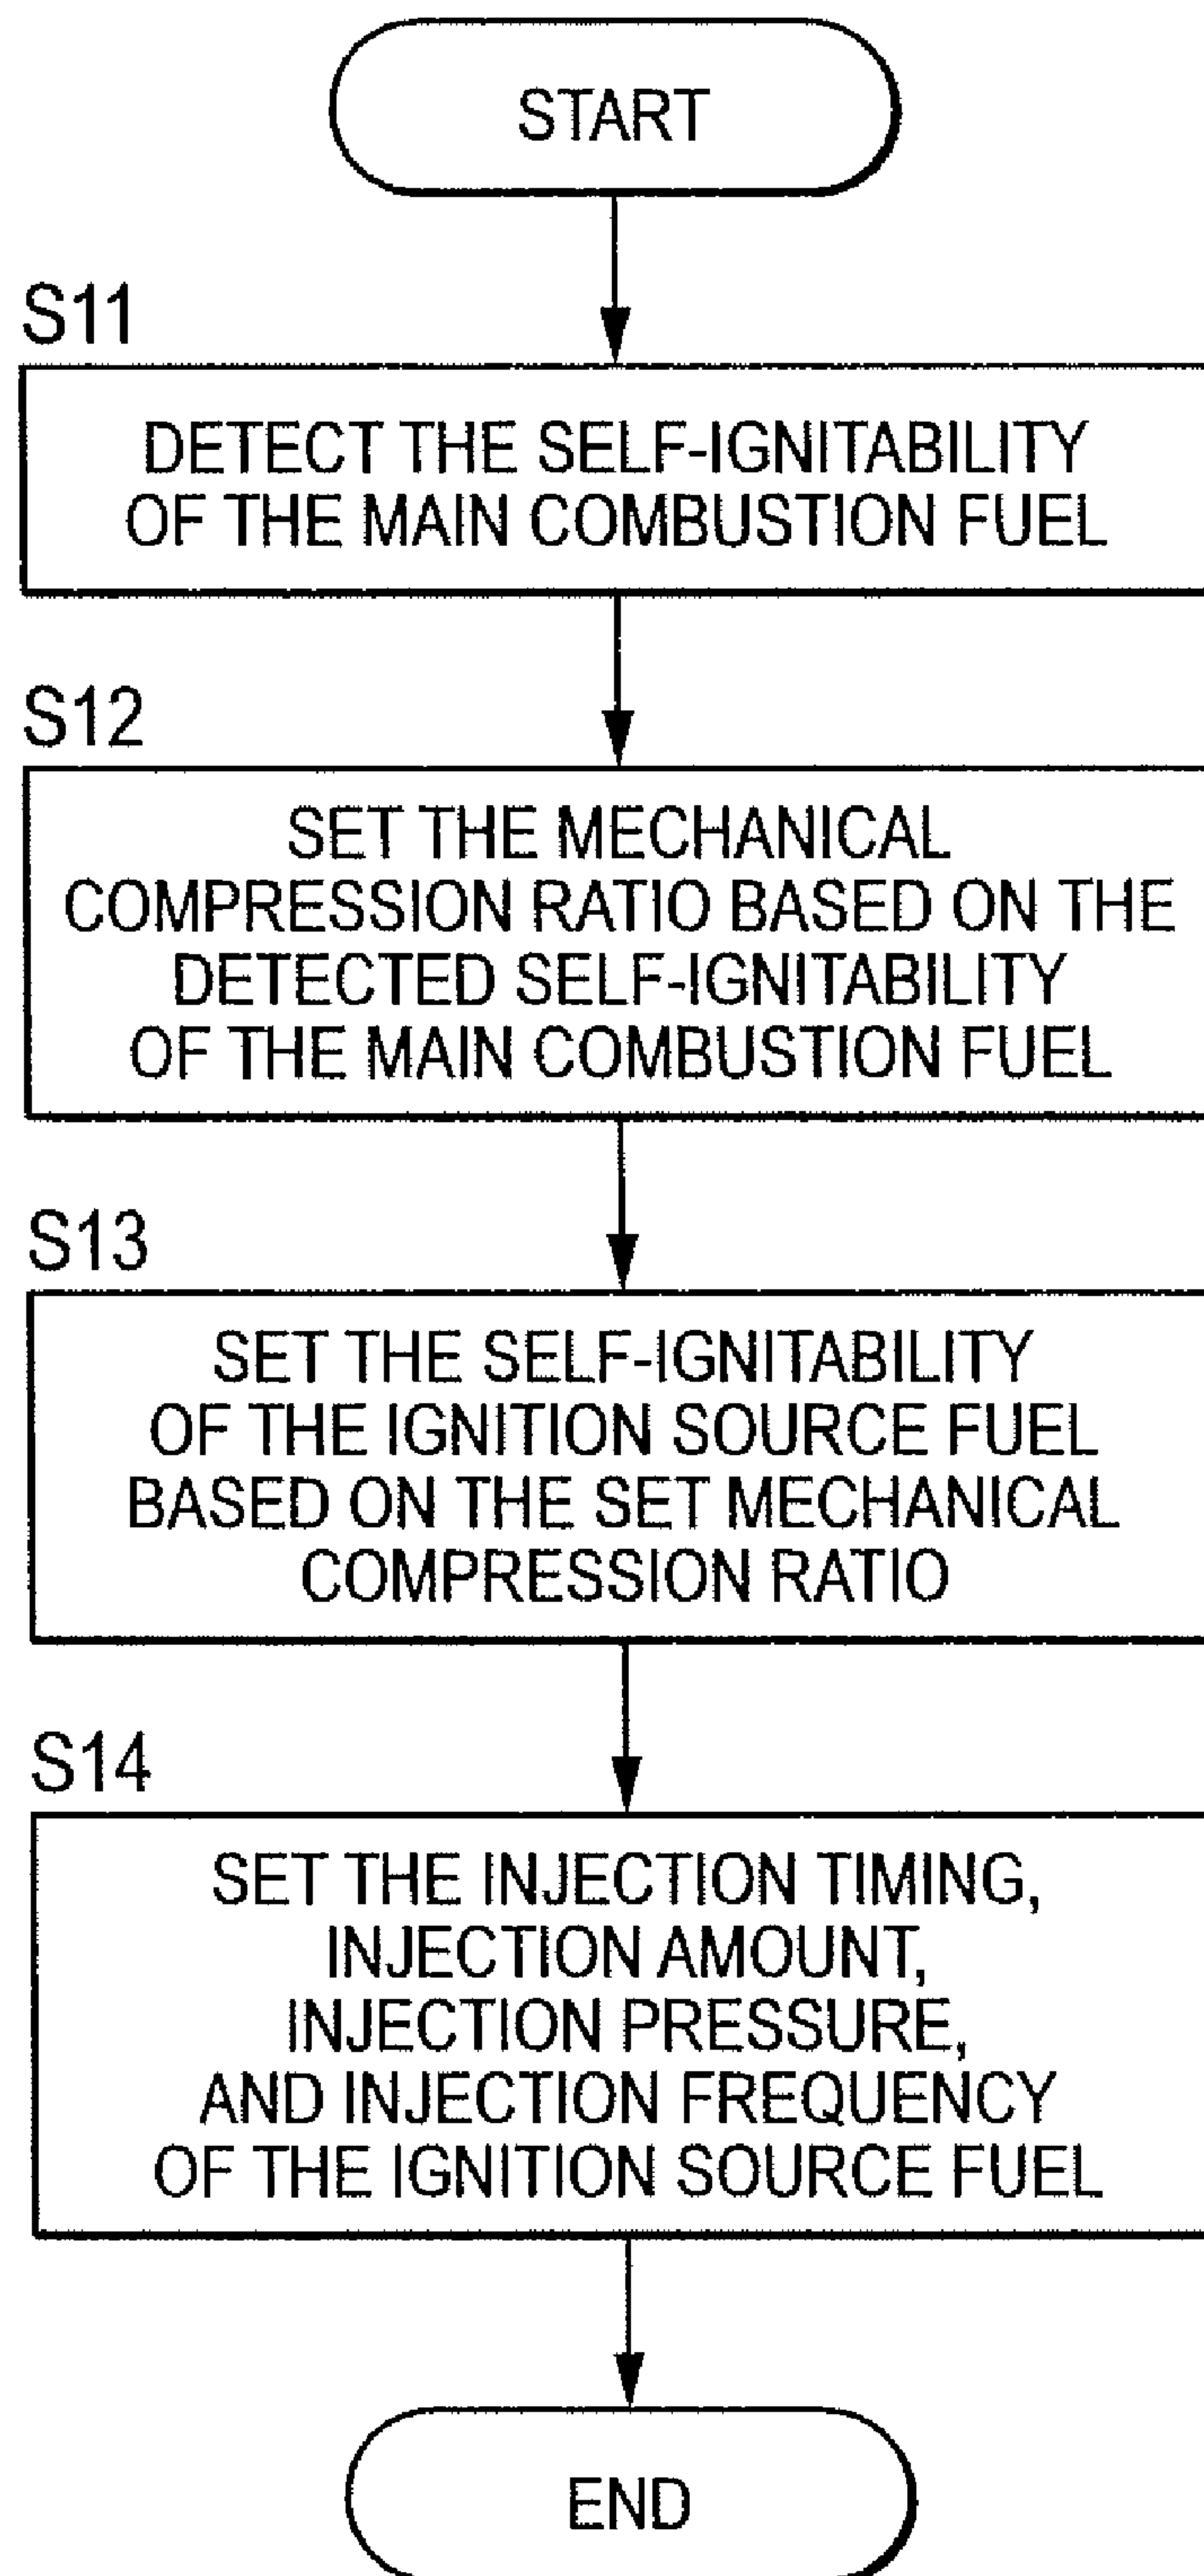 START
S11
DETECT THE SELF-IGNITABILITY
OF THE MAIN COMBUSTION FUEL
S12
SET THE MECHANICAL
COMPRESSION RATIO BASED ON THE
DETECTED SELF-IGNITABILITY
OF THE MAIN COMBUSTION FUEL
S13
SET THE SELF-IGNITABILITY
OF THE IGNITION SOURCE FUEL
BASED ON THE SET MECHANICAL
COMPRESSION RATIO
S14
SET THE INJECTION TIMING,
INJECTION AMOUNT,
INJECTION PRESSURE,
AND INJECTION FREQUENCY
OF THE IGNITION SOURCE FUEL
END